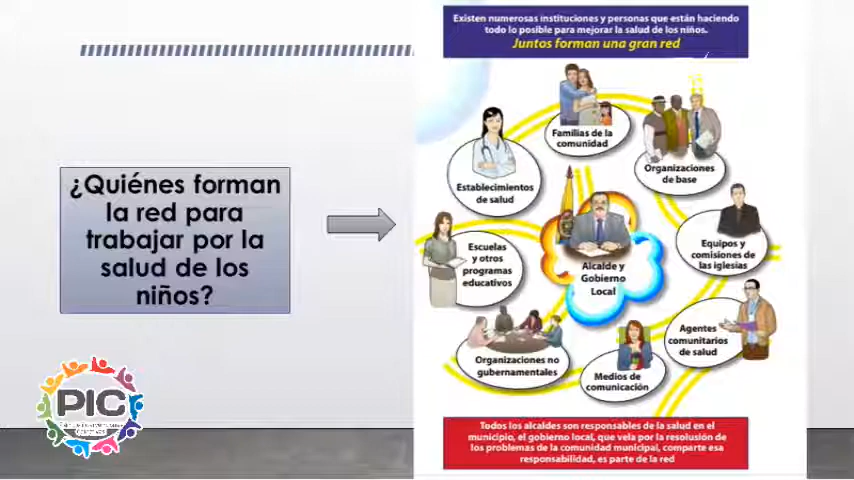 Existen numerosas instituciones y personas que están haciendo
todo lo posible para mejorar la salud de los niños.
Juntos forman una gran red
¿Quiénes forman
la red para
trabajar por la
salud de los
niños?
Familias de la
comunidad
Organizaciones
de base
Establecimientos
de salud
Equipos y
comisiones de
las iglesias
Escuelas
y otros
programas
educativos
Alcalde y
Gobierno
Local
Agentes
comunitarios
de salud
Organizaciones no
gubernamentales
Medios de
comunicación
PIC
Todos los alcaldes son responsables de la salud en el
municipio, el gobierno local, que vela por la resolución de
los problemas de la comunidad municipal, comparte esa
responsabilidad, es parte de la red